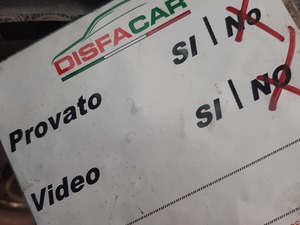 DISFACAR
Provato SI | NO
Video SI | NO